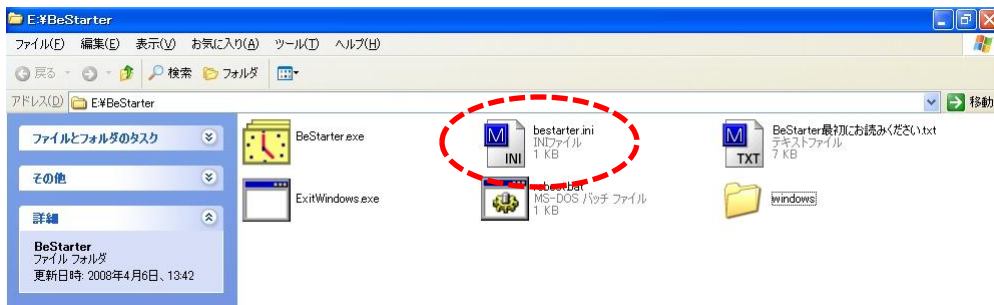 E:¥BeStarter
ファイル(F) 編集(E) 表示(V) お気に入り(A) ツール(T) ヘルプ(H)
戻る 検索 フォルダ
アドレス(D) E:¥BeStarter 移動
ファイルとフォルダのタスク
その他
詳細
BeStarter
ファイル フォルダ
更新日時: 2008年4月6日、13:42
BeStarter.exe
M INI
bestarter.ini
INIファイル
1 KB
M TXT
BeStarter最初にお読みください.txt
テキストファイル
7 KB
ExitWindows.exe
reboot.bat
MS-DOS バッチ ファイル
1 KB
windows